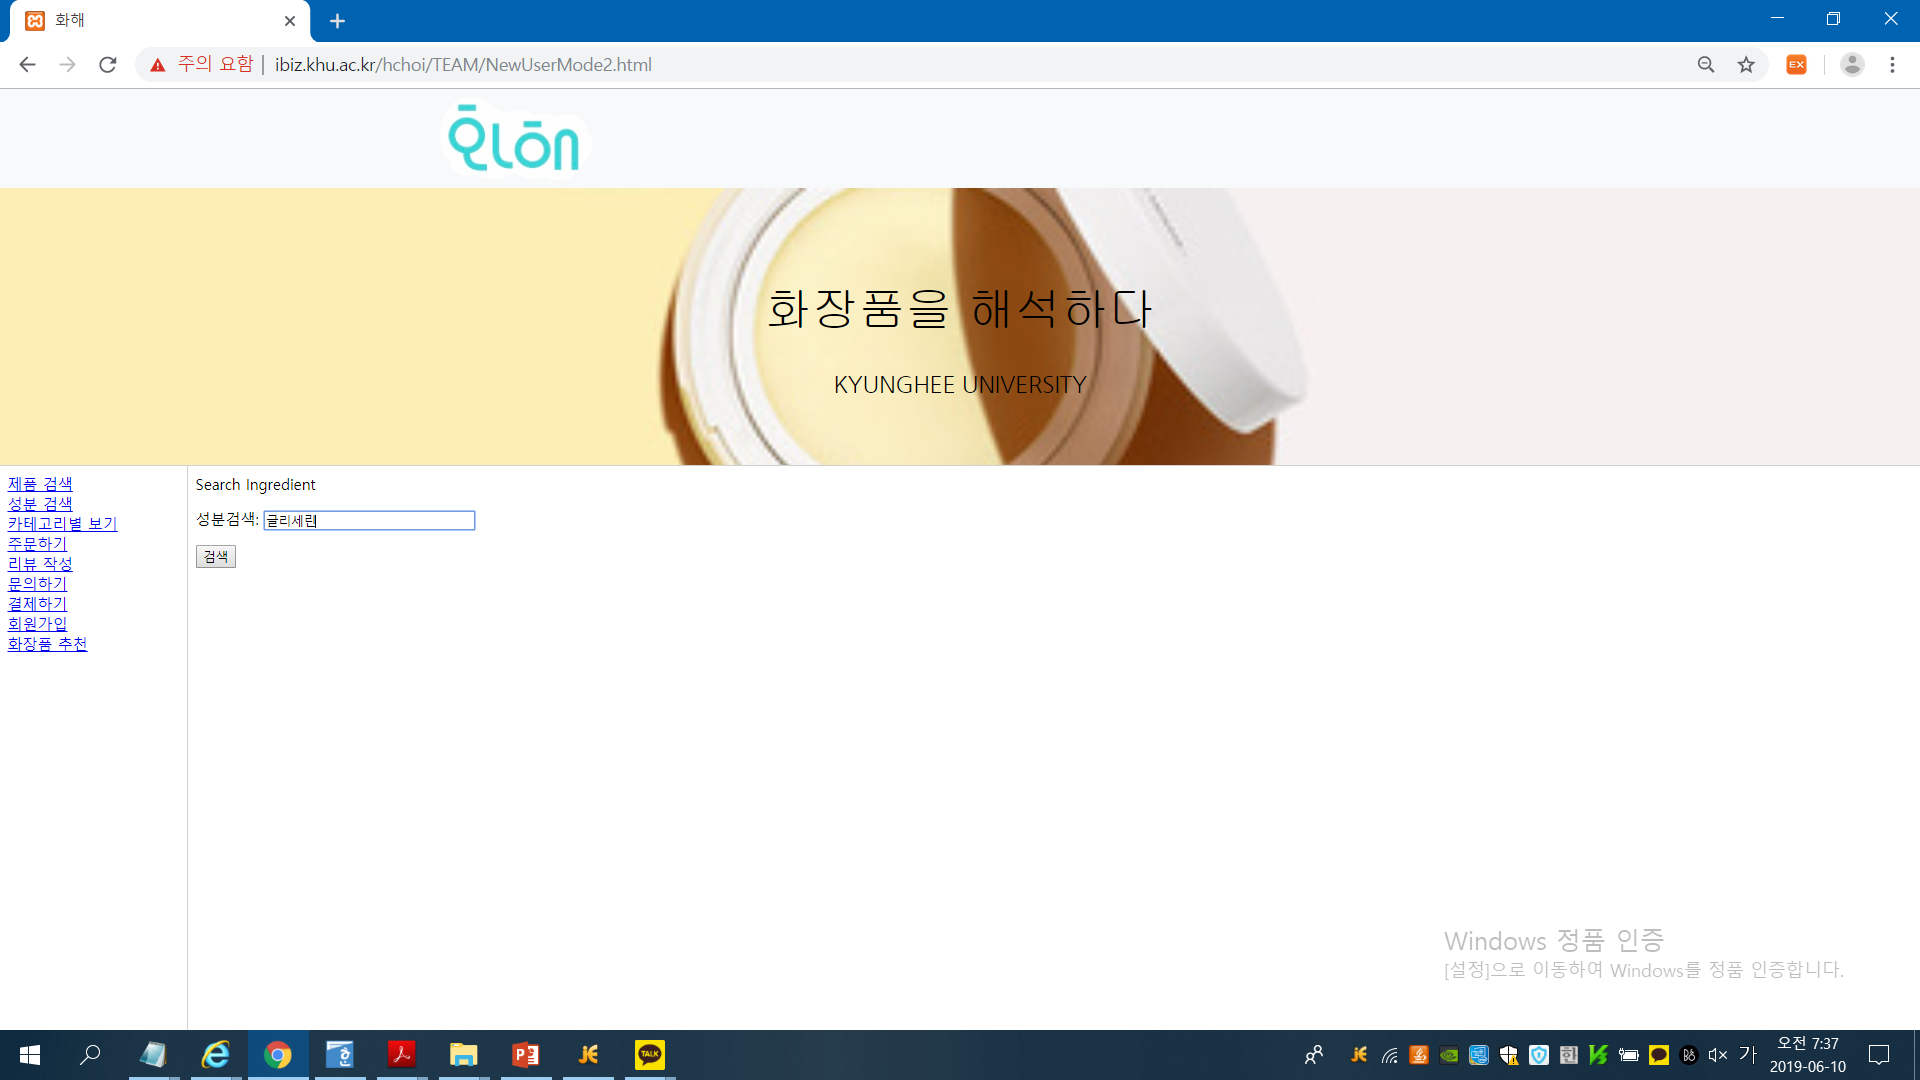 화해
주의 요함 | ibiz.khu.ac.kr/hchoi/TEAM/NewUserMode2.html
EX
화장품을 해석하다
KYUNGHEE UNIVERSITY
제품 검색
성분 검색
카테고리별 보기
주문하기
리뷰 작성
문의하기
결제하기
회원가입
화장품 추천
Search Ingredient
성분검색: 글리세린
검색
Windows 정품 인증
[설정]으로 이동하여 Windows를 정품 인증합니다.
TALK
가
오전 7:37
2019-06-10